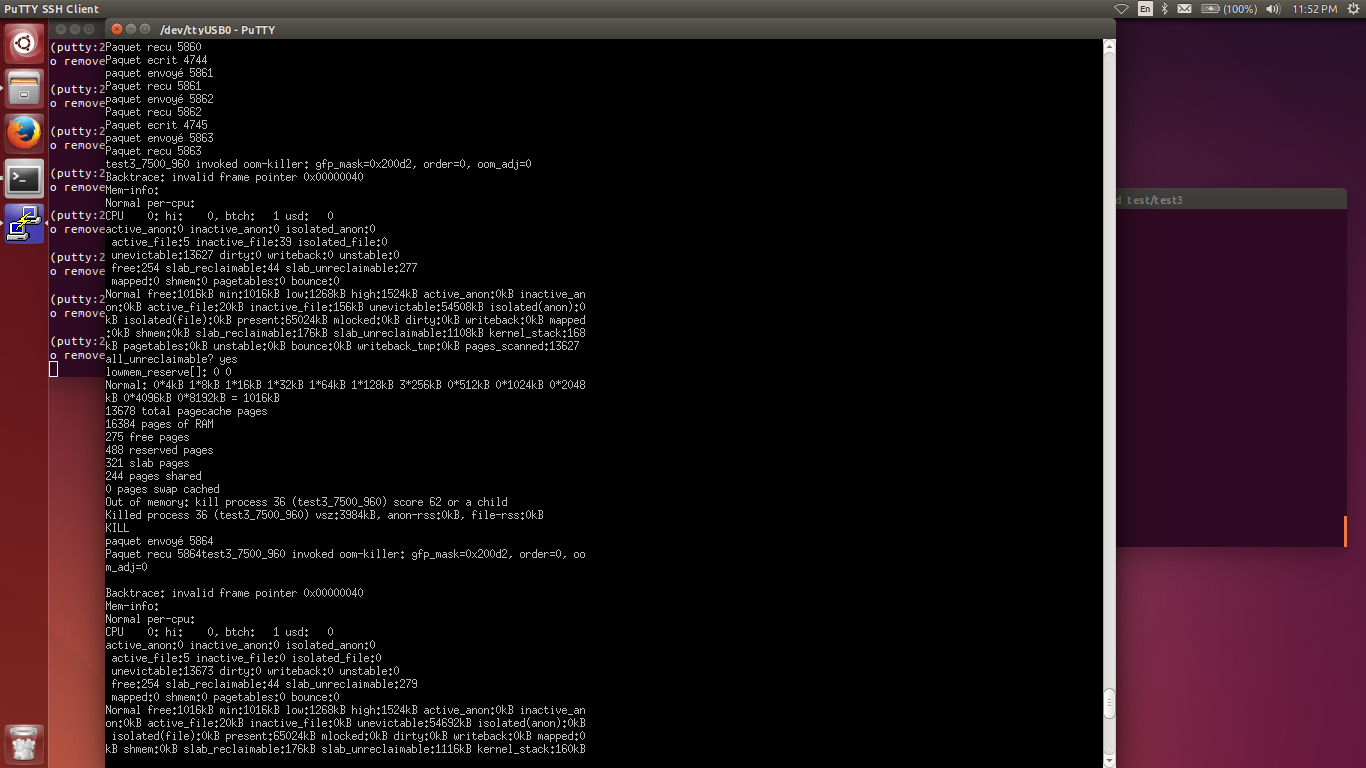 PuTTY SSH Client
En
(100%)
11:52 PM
/dev/ttyUSB0 - PuTTY
(putty:2
o remove
(putty:2
o remove
(putty:2
o remove
(putty:2
o remove
(putty:2
o remove
(putty:2
o remove
(putty:2
o remove
(putty:2
o remove
Paquet recu 5860
Paquet ecrit 4744
paquet envoyé 5861
Paquet recu 5861
paquet envoyé 5862
Paquet recu 5862
Paquet ecrit 4745
paquet envoyé 5863
Paquet recu 5863
test3_7500_960 invoked oom-killer: gfp_mask=0x200d2, order=0, oom_adj=0
Backtrace: invalid frame pointer 0x00000040
Mem-info:
Normal per-cpu:
CPU    0: hi:    0, btch:   1 usd:   0
active_anon:0 inactive_anon:0 isolated_anon:0
 active_file:5 inactive_file:39 isolated_file:0
 unevictable:13627 dirty:0 writeback:0 unstable:0
 free:254 slab_reclaimable:44 slab_unreclaimable:277
 mapped:0 shmem:0 pagetables:0 bounce:0
Normal free:1016kB min:1016kB low:1268kB high:1524kB active_anon:0kB inactive_an
on:0kB active_file:20kB inactive_file:156kB unevictable:54508kB isolated(anon):0
kB isolated(file):0kB present:65024kB mlocked:0kB dirty:0kB writeback:0kB mapped
:0kB shmem:0kB slab_reclaimable:176kB slab_unreclaimable:1108kB kernel_stack:168
kB pagetables:0kB unstable:0kB bounce:0kB writeback_tmp:0kB pages_scanned:13627
all_unreclaimable? yes
lowmem_reserve[]: 0 0
Normal: 0*4kB 1*8kB 1*16kB 1*32kB 1*64kB 1*128kB 3*256kB 0*512kB 0*1024kB 0*2048
kB 0*4096kB 0*8192kB = 1016kB
13678 total pagecache pages
16384 pages of RAM
275 free pages
488 reserved pages
321 slab pages
244 pages shared
0 pages swap cached
Out of memory: kill process 36 (test3_7500_960) score 62 or a child
Killed process 36 (test3_7500_960) vsz:3984kB, anon-rss:0kB, file-rss:0kB
KILL
paquet envoyé 5864
Paquet recu 5864test3_7500_960 invoked oom-killer: gfp_mask=0x200d2, order=0, oo
m_adj=0
Backtrace: invalid frame pointer 0x00000040
Mem-info:
Normal per-cpu:
CPU    0: hi:    0, btch:   1 usd:   0
active_anon:0 inactive_anon:0 isolated_anon:0
 active_file:5 inactive_file:0 isolated_file:0
 unevictable:13673 dirty:0 writeback:0 unstable:0
 free:254 slab_reclaimable:44 slab_unreclaimable:279
 mapped:0 shmem:0 pagetables:0 bounce:0
Normal free:1016kB min:1016kB low:1268kB high:1524kB active_anon:0kB inactive_an
on:0kB active_file:20kB inactive_file:0kB unevictable:54692kB isolated(anon):0kB
 isolated(file):0kB present:65024kB mlocked:0kB dirty:0kB writeback:0kB mapped:0
kB shmem:0kB slab_reclaimable:176kB slab_unreclaimable:1116kB kernel_stack:160kB
d_test/test3